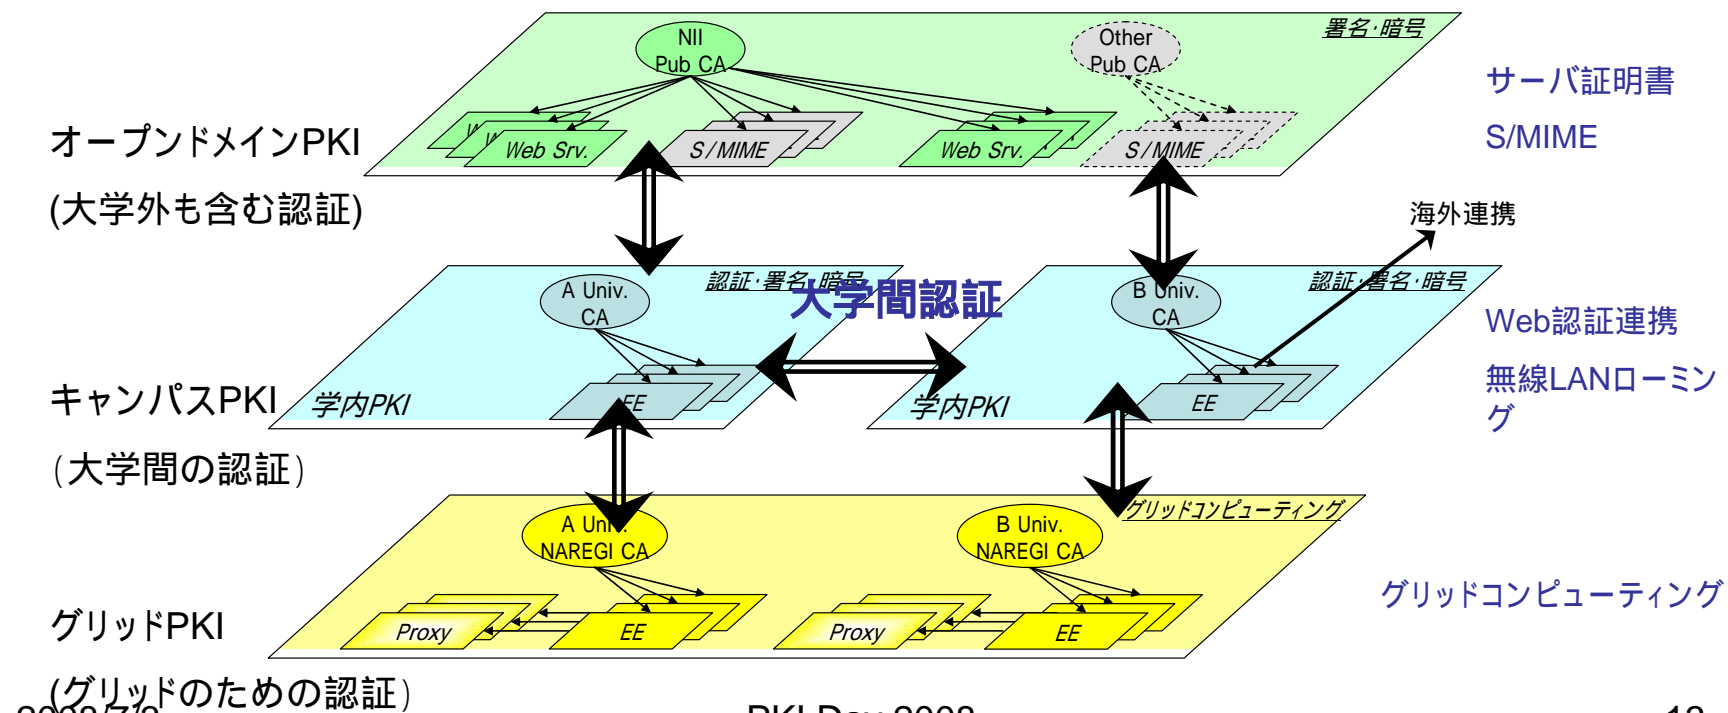 署名・暗号
NII
Pub CA
Other
Pub CA
サーバ証明書
S/MIME
オープンドメインPKI
(大学外も含む認証)
Web Srv.
S/MIME
Web Srv.
S/MIME
海外連携
認証・署名・暗号
大学間認証
認証・署名・暗号
A Univ.
CA
B Univ.
CA
Web認証連携
無線LANローミン
グ
キャンパスPKI
(大学間の認証)
学内PKI
EE
学内PKI
EE
グリッドコンピューティング
A Univ.
NAREGI CA
B Univ.
NAREGI CA
グリッドコンピューティング
グリッドPKI
(グリッドのための認証)
Proxy
EE
Proxy
EE
PKI Day 2008